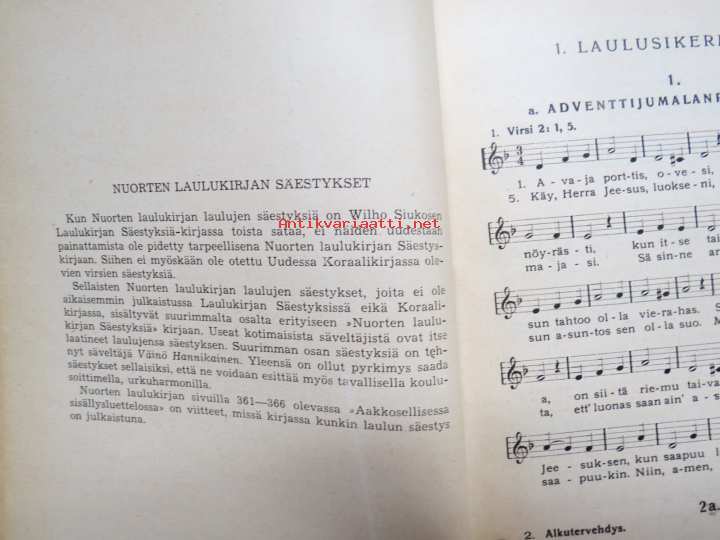 NUORTEN LAULUKIRJAN SÄESTYKSET
Kun Nuorten laulukirjan laulujen säestyksiä on Wilho Siukosen
Laulukirjan Säestyksiä-kirjassa toista sataa, ei näiden uudestaan
painattamista ole pidetty tarpeellisena Nuorten laulukirjan Säestys-
kirjaan. Siihen ei myöskään ole otettu Uudessa Koraalikirjassa ole-
vien virsien säestyksiä.
Sellaisten Nuorten laulukirjan laulujen säestykset, joita ei ole
aikaisemmin julkaistussa Laulukirjan Säestyksissä eikä Koraali-
kirjassa, sisältyvät suurimmalta osalta erityiseen »Nuorten laulu-
kirjan Säestyksiä» kirjaan. Useat kotimaisista säveltäjistä ovat itse
laatineet laulujensa säestyksen. Suurimman osan säestyksiä on teh-
nyt säveltäjä Väinö Hannikainen. Yleensä on ollut pyrkimys saada
säestykset sellaisiksi, että ne voidaan esittää myös tavallisella koulu-
soittimella, urkuharmonilla.
Nuorten laulukirjan sivuilla 361—366 olevassa »Aakkosellisessa
sisällysluettelossa» on viitteet, missä kirjassa kunkin laulun säestys
on julkaistuna.
Antikvariaatti.net
1. LAULUSIKER
1.
a. ADVENTTIJUMALAN
1. Virsi 2: 1, 5.
3
4
1. A - va - ja port-tis, o - ve - si,
5. Käy, Herra Jee-sus, luokse-ni,
nöy-räs - ti, kun it - se tai
ma - ja - si. Sä sin-ne ar
sun tahtoo ol-la vie-ra-has.
sun a-sun-tos sen ol-la suo.
a, on sii - tä rie-mu tai-va
ta, ett' luonas saan ain' a - s
Jee - suk - sen, kun saapuu l
saa - puu-kin. Niin, a-men,
2a.
2. Alkutervehdys.